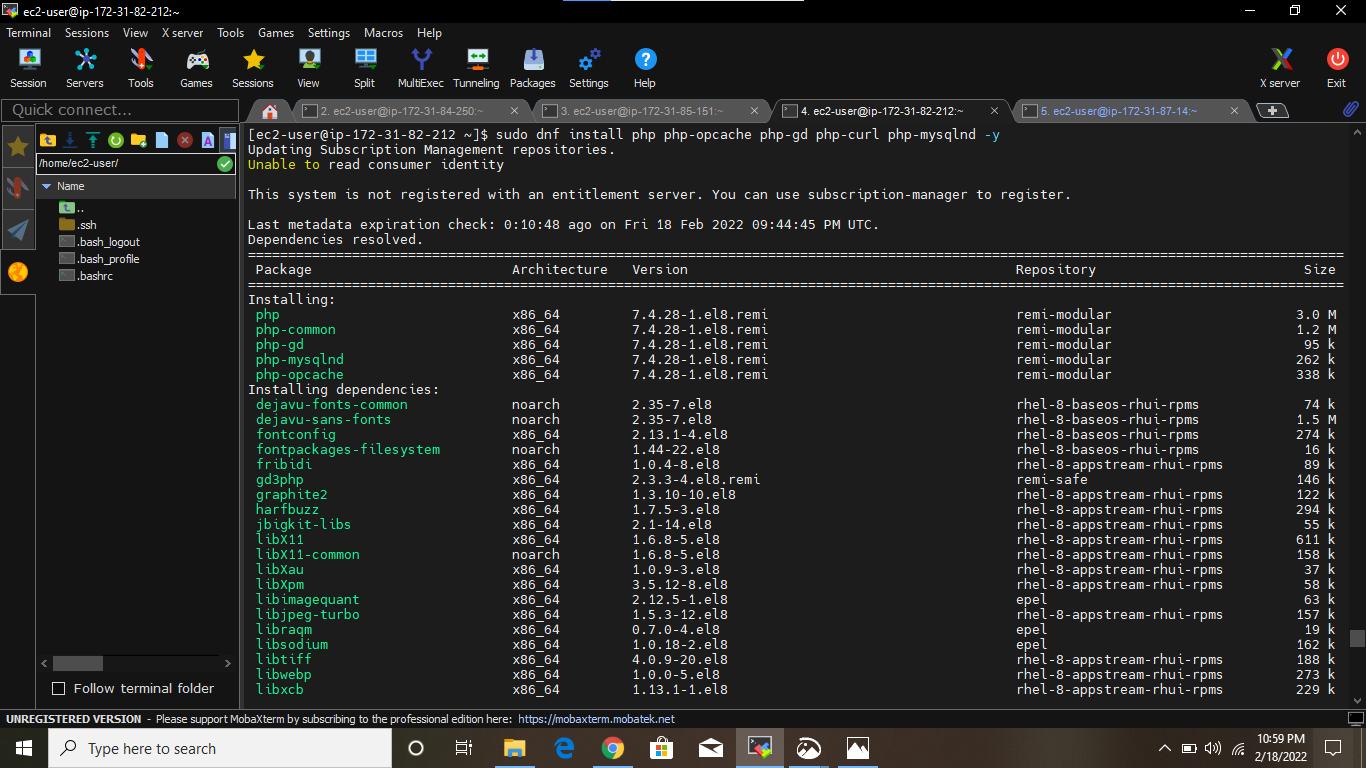 ec2-user@ip-172-31-82-212:~
Terminal Sessions View X server Tools Games Settings Macros Help
Session Servers Tools Games Sessions View Split MultiExec Tunneling Packages Settings Help X server Exit
Quick connect...
2. ec2-user@ip-172-31-84-250:~
3. ec2-user@ip-172-31-85-151:~
4. ec2-user@ip-172-31-82-212:~
5. ec2-user@ip-172-31-87-14:~
/home/ec2-user/
Name
..
.ssh
.bash_logout
.bash_profile
.bashrc
Follow terminal folder
[ec2-user@ip-172-31-82-212 ~]$ sudo dnf install php php-opcache php-gd php-curl php-mysqlnd -y
Updating Subscription Management repositories.
Unable to read consumer identity
This system is not registered with an entitlement server. You can use subscription-manager to register.
Last metadata expiration check: 0:10:48 ago on Fri 18 Feb 2022 09:44:45 PM UTC.
Dependencies resolved.
================================================================================
Package Architecture Version Repository Size
================================================================================
Installing:
php x86_64 7.4.28-1.el8.remi remi-modular 3.0 M
php-common x86_64 7.4.28-1.el8.remi remi-modular 1.2 M
php-gd x86_64 7.4.28-1.el8.remi remi-modular 95 k
php-mysqlnd x86_64 7.4.28-1.el8.remi remi-modular 262 k
php-opcache x86_64 7.4.28-1.el8.remi remi-modular 338 k
Installing dependencies:
dejavu-fonts-common noarch 2.35-7.el8 rhel-8-baseos-rhui-rpms 74 k
dejavu-sans-fonts noarch 2.35-7.el8 rhel-8-baseos-rhui-rpms 1.5 M
fontconfig x86_64 2.13.1-4.el8 rhel-8-baseos-rhui-rpms 274 k
fontpackages-filesystem noarch 1.44-22.el8 rhel-8-baseos-rhui-rpms 16 k
fribidi x86_64 1.0.4-8.el8 rhel-8-appstream-rhui-rpms 89 k
gd3php x86_64 2.3.3-4.el8.remi remi-safe 146 k
graphite2 x86_64 1.3.10-10.el8 rhel-8-appstream-rhui-rpms 122 k
harfbuzz x86_64 1.7.5-3.el8 rhel-8-appstream-rhui-rpms 294 k
jbigkit-libs x86_64 2.1-14.el8 rhel-8-appstream-rhui-rpms 55 k
libX11 x86_64 1.6.8-5.el8 rhel-8-appstream-rhui-rpms 611 k
libX11-common noarch 1.6.8-5.el8 rhel-8-appstream-rhui-rpms 158 k
libXau x86_64 1.0.9-3.el8 rhel-8-appstream-rhui-rpms 37 k
libXpm x86_64 3.5.12-8.el8 rhel-8-appstream-rhui-rpms 58 k
libimagequant x86_64 2.12.5-1.el8 epel 63 k
libjpeg-turbo x86_64 1.5.3-12.el8 rhel-8-appstream-rhui-rpms 157 k
libraqm x86_64 0.7.0-4.el8 epel 19 k
libsodium x86_64 1.0.18-2.el8 epel 162 k
libtiff x86_64 4.0.9-20.el8 rhel-8-appstream-rhui-rpms 188 k
libwebp x86_64 1.0.0-5.el8 rhel-8-appstream-rhui-rpms 273 k
libxcb x86_64 1.13.1-1.el8 rhel-8-appstream-rhui-rpms 229 k
UNREGISTERED VERSION - Please support MobaXterm by subscribing to the professional edition here: https://mobaxterm.mobatek.net
Type here to search
10:59 PM
2/18/2022